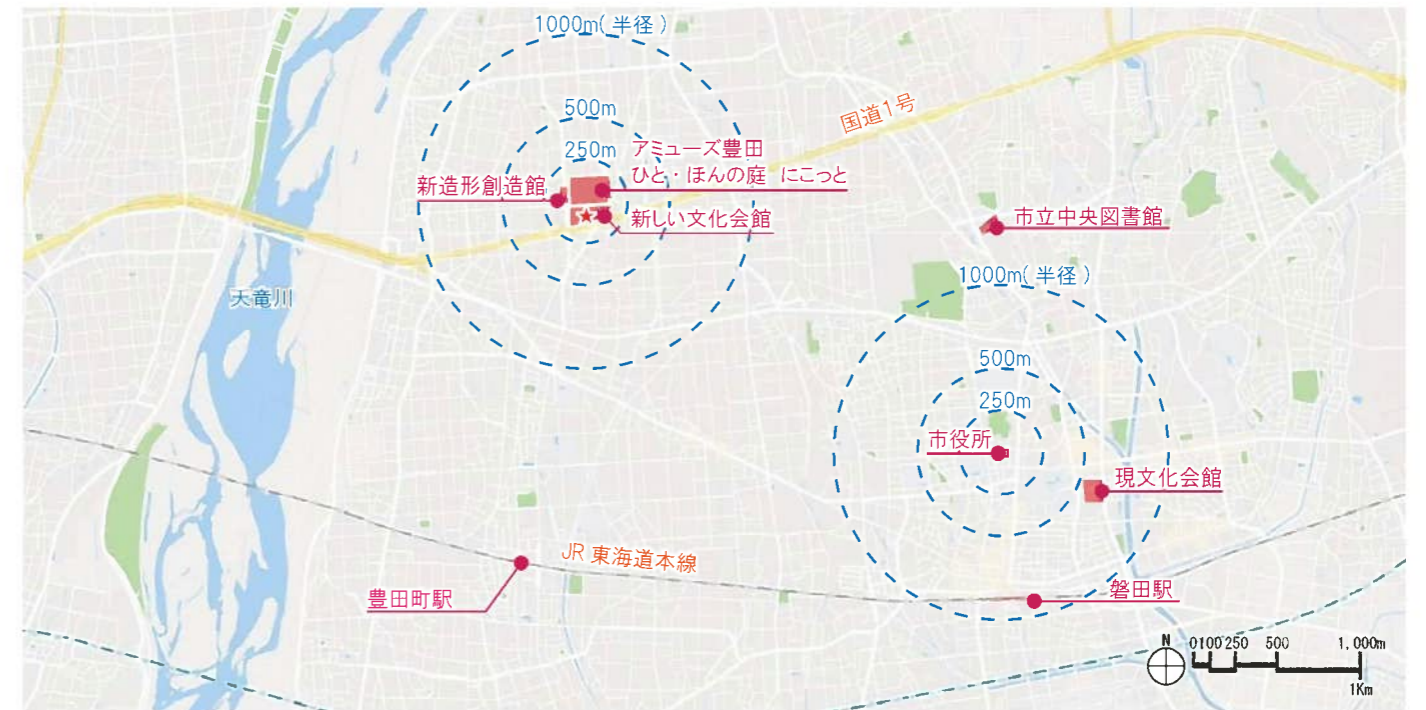 1000m( 半径 )
500m
250m
国道1号
アミューズ豊田
ひと・ほんの庭 にこっと
新造形創造館
新しい文化会館
市立中央図書館
天竜川
1000m( 半径 )
500m
250m
市役所
現文化会館
JR 東海道本線
豊田町駅
磐田駅
N
0 100 250 500 1,000m
1Km